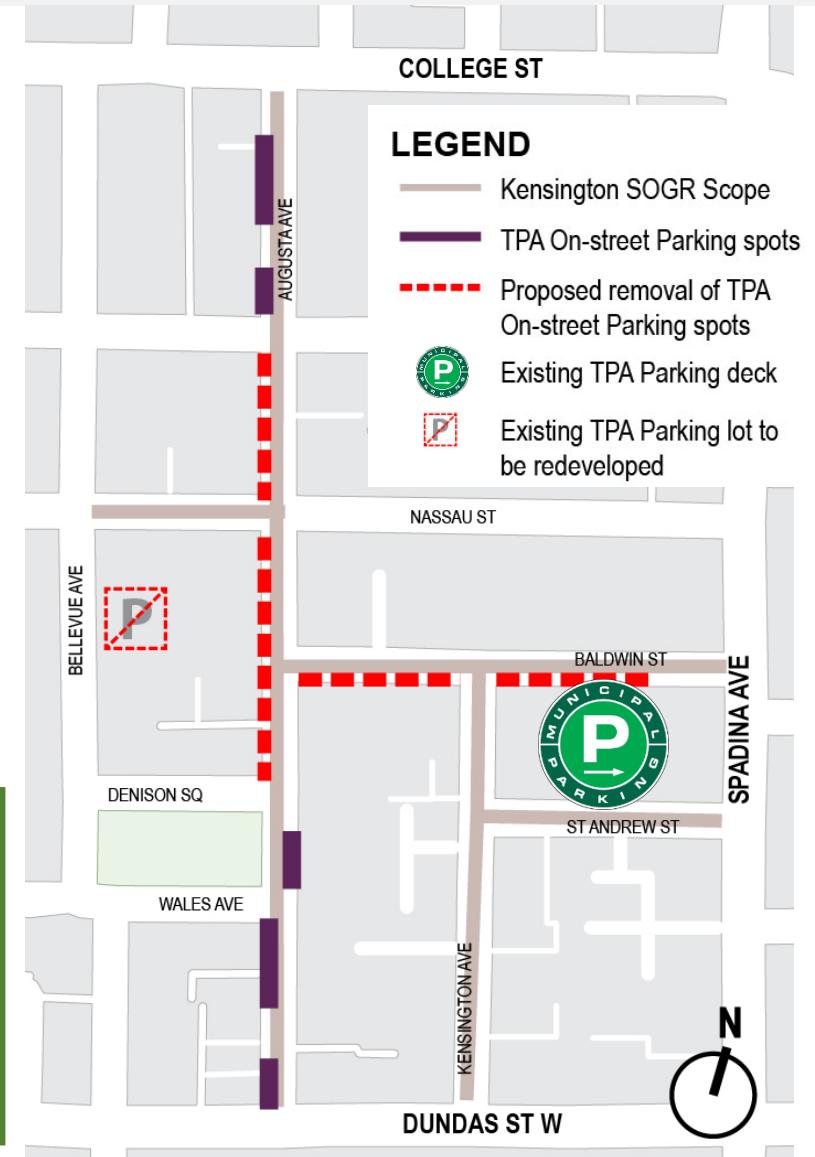 COLLEGE ST
LEGEND
Kensington SOGR Scope
TPA On-street Parking spots
Proposed removal of TPA
On-street Parking spots
MUNICIPAL
P
PARKING
Existing TPA Parking deck
P
Existing TPA Parking lot to
be redeveloped
AUGUSTA AVE
NASSAU ST
BELLEVUE AVE
P
BALDWIN ST
SPADINA AVE
MUNICIPAL
P
PARKING
DENISON SQ
ST ANDREW ST
WALES AVE
KENSINGTON AVE
N
DUNDAS ST W